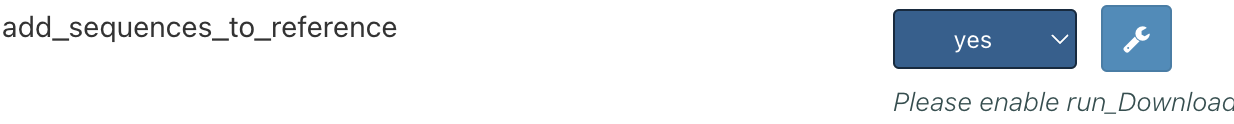 add_sequences_to_reference
yes
Please enable run_Download